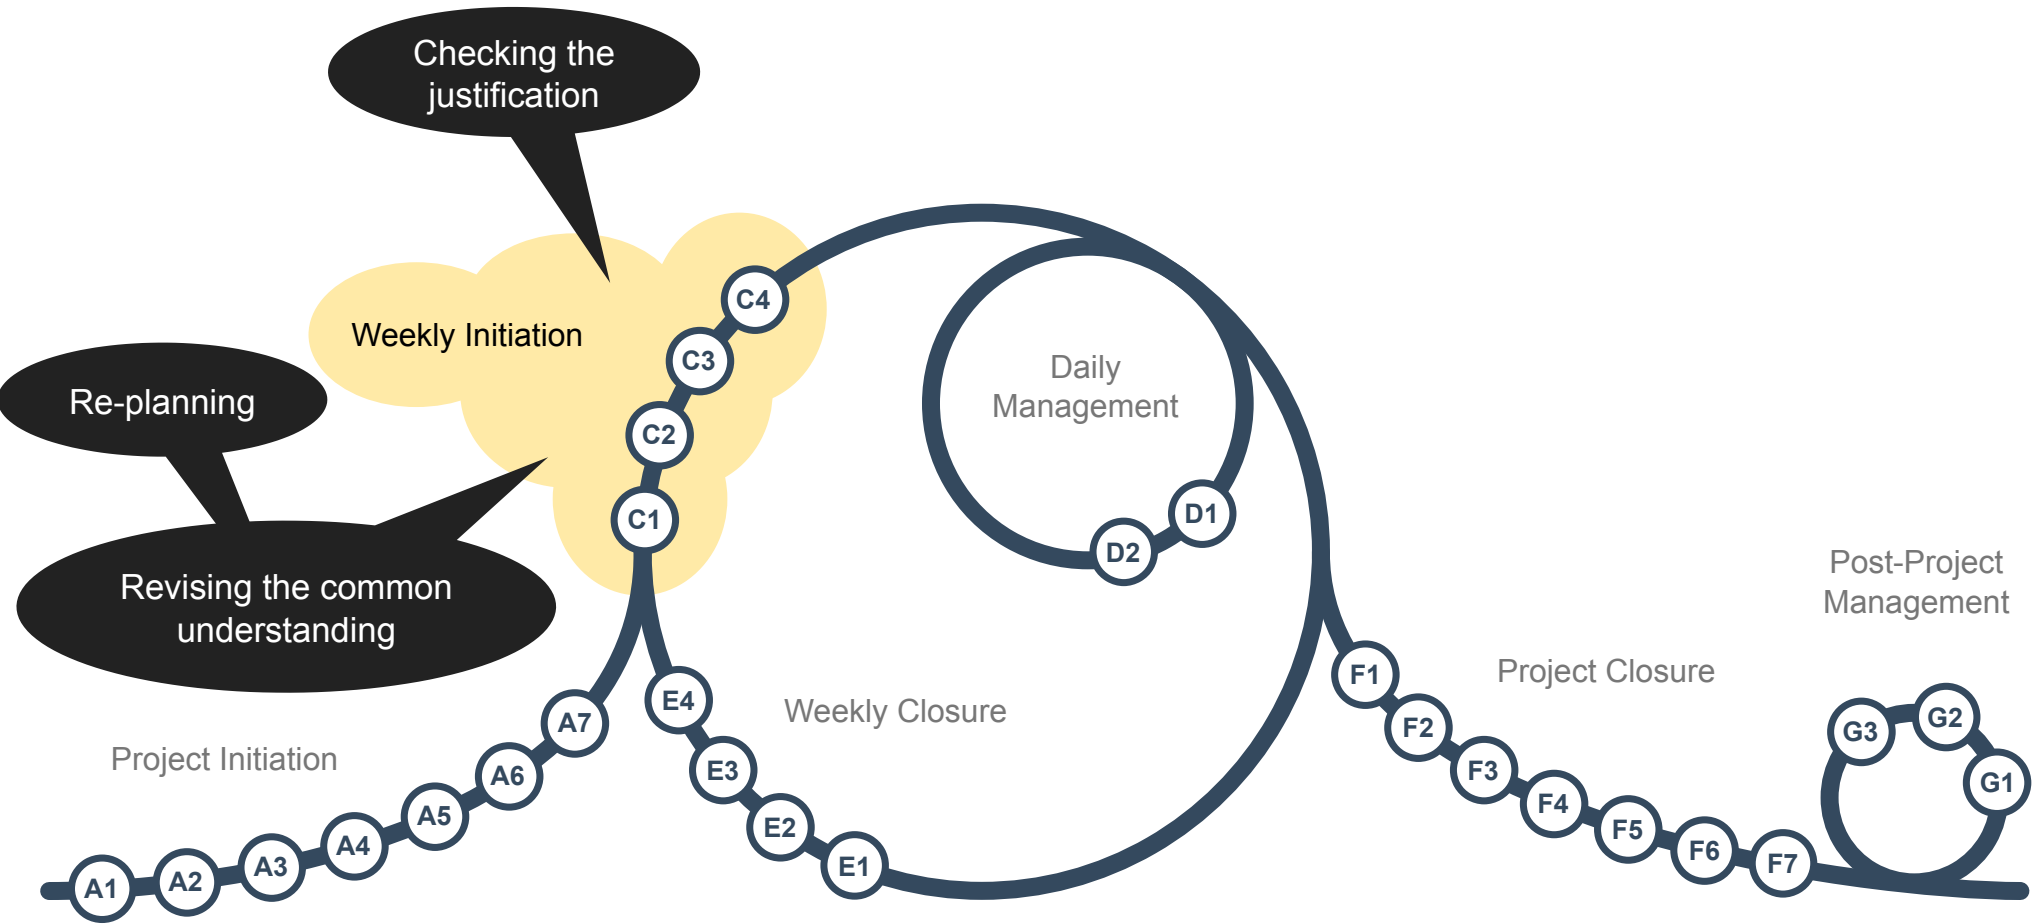 Checking the
justification
Weekly Initiation
Re-planning
Revising the common
understanding
C4
C3
C2
C1
Daily
Management
D1
D2
Project Initiation
A1
A2
A3
A4
A5
A6
A7
Weekly Closure
E4
E3
E2
E1
Project Closure
F1
F2
F3
F4
F5
F6
F7
Post-Project
Management
G3
G2
G1